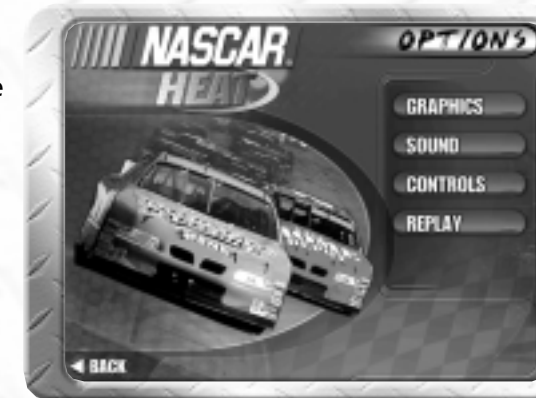 e
NASCAR
HEAT
OPTIONS
GRAPHICS
SOUND
CONTROLS
REPLAY
BACK